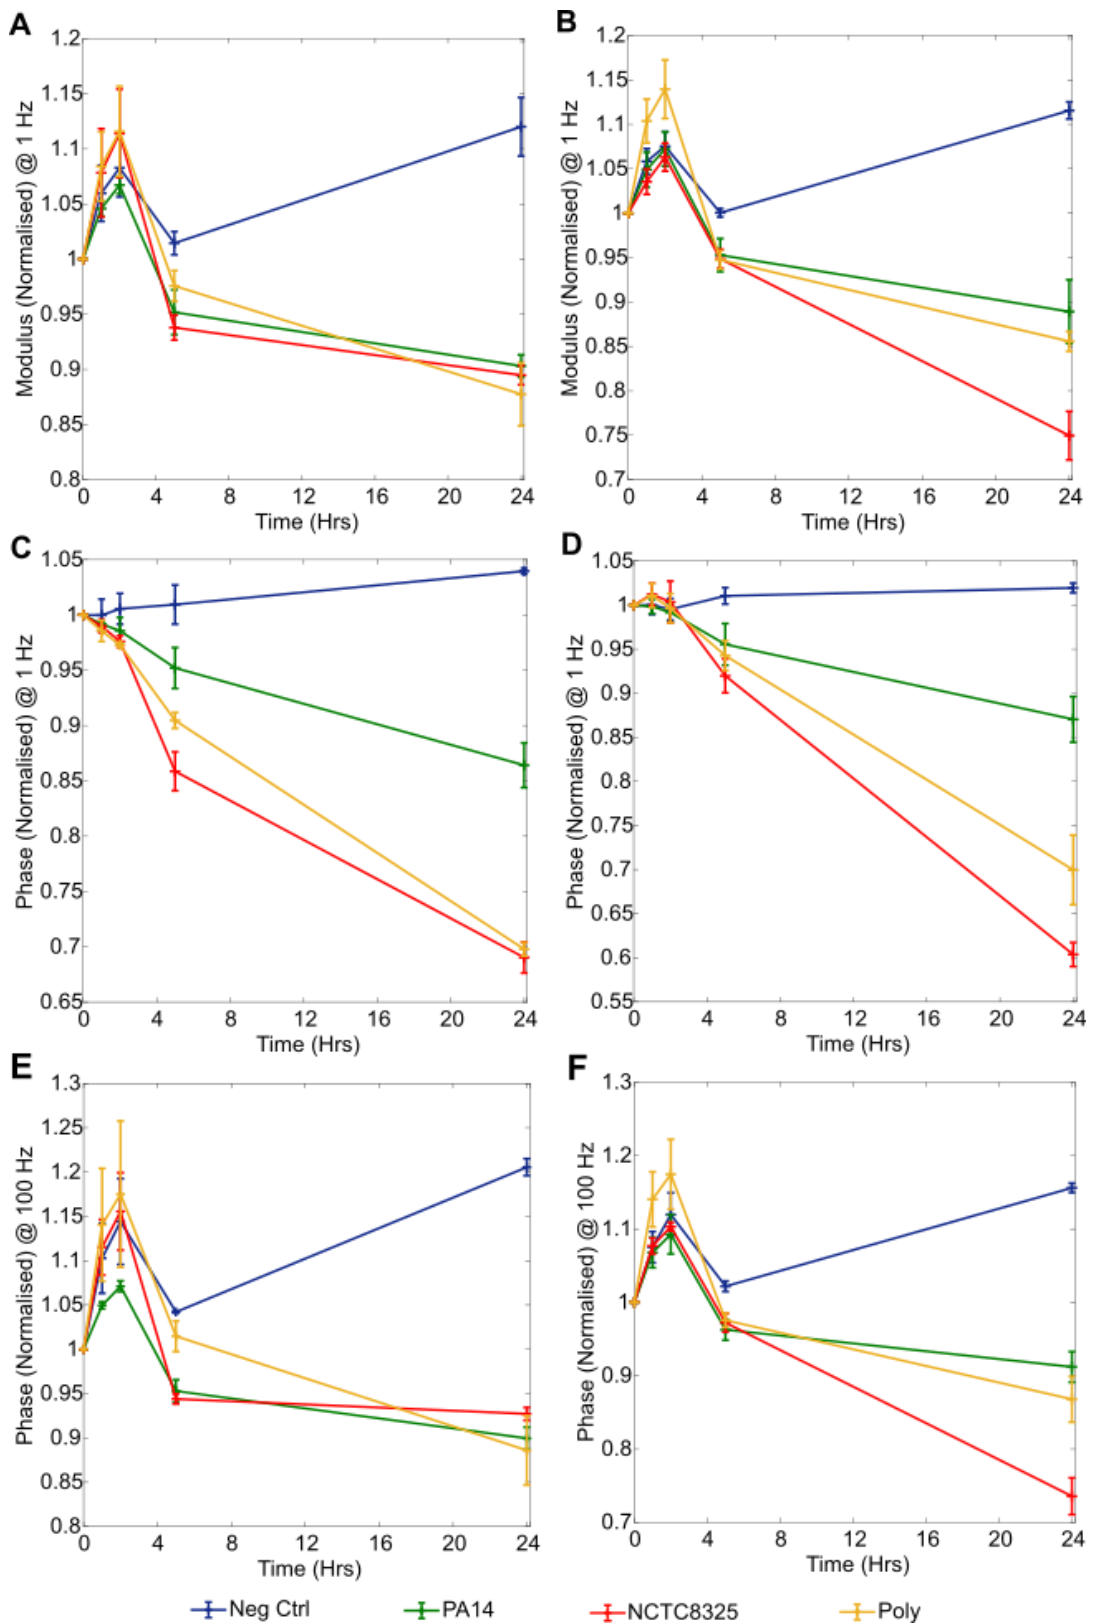 A
Modulus (Normalised) @ 1 Hz
1.2
1.15
1.1
1.05
1
0.95
0.9
0.85
0.8
0 4 8 12 16 20 24
Time (Hrs)
B
Modulus (Normalised) @ 1 Hz
1.2
1.15
1.1
1.05
1
0.95
0.9
0.85
0.8
0.75
0.7
0 4 8 12 16 20 24
Time (Hrs)
C
Phase (Normalised) @ 1 Hz
1.05
1
0.95
0.9
0.85
0.8
0.75
0.7
0.65
0 4 8 12 16 20 24
Time (Hrs)
D
Phase (Normalised) @ 1 Hz
1.05
1
0.95
0.9
0.85
0.8
0.75
0.7
0.65
0.6
0.55
0 4 8 12 16 20 24
Time (Hrs)
E
Phase (Normalised) @ 100 Hz
1.3
1.25
1.2
1.15
1.1
1.05
1
0.95
0.9
0.85
0.8
0 4 8 12 16 20 24
Time (Hrs)
F
Phase (Normalised) @ 100 Hz
1.3
1.2
1.1
1
0.9
0.8
0.7
0 4 8 12 16 20 24
Time (Hrs)
Neg Ctrl PA14 NCTC8325 Poly